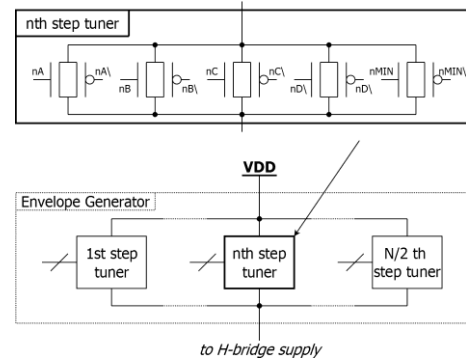 nth step tuner
nA nA\ nB nB\ nC nC\ nD\ nD\ nMIN nMIN\
VDD
Envelope Generator
1st step
tuner
nth step
tuner
N/2 th
step tuner
to H-bridge supply